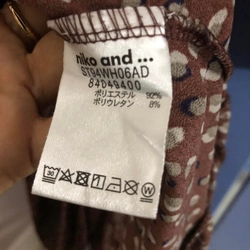 niko and ...
ST94WH06AD
84D49400
ポリエステル 92%
ポリウレタン 8%